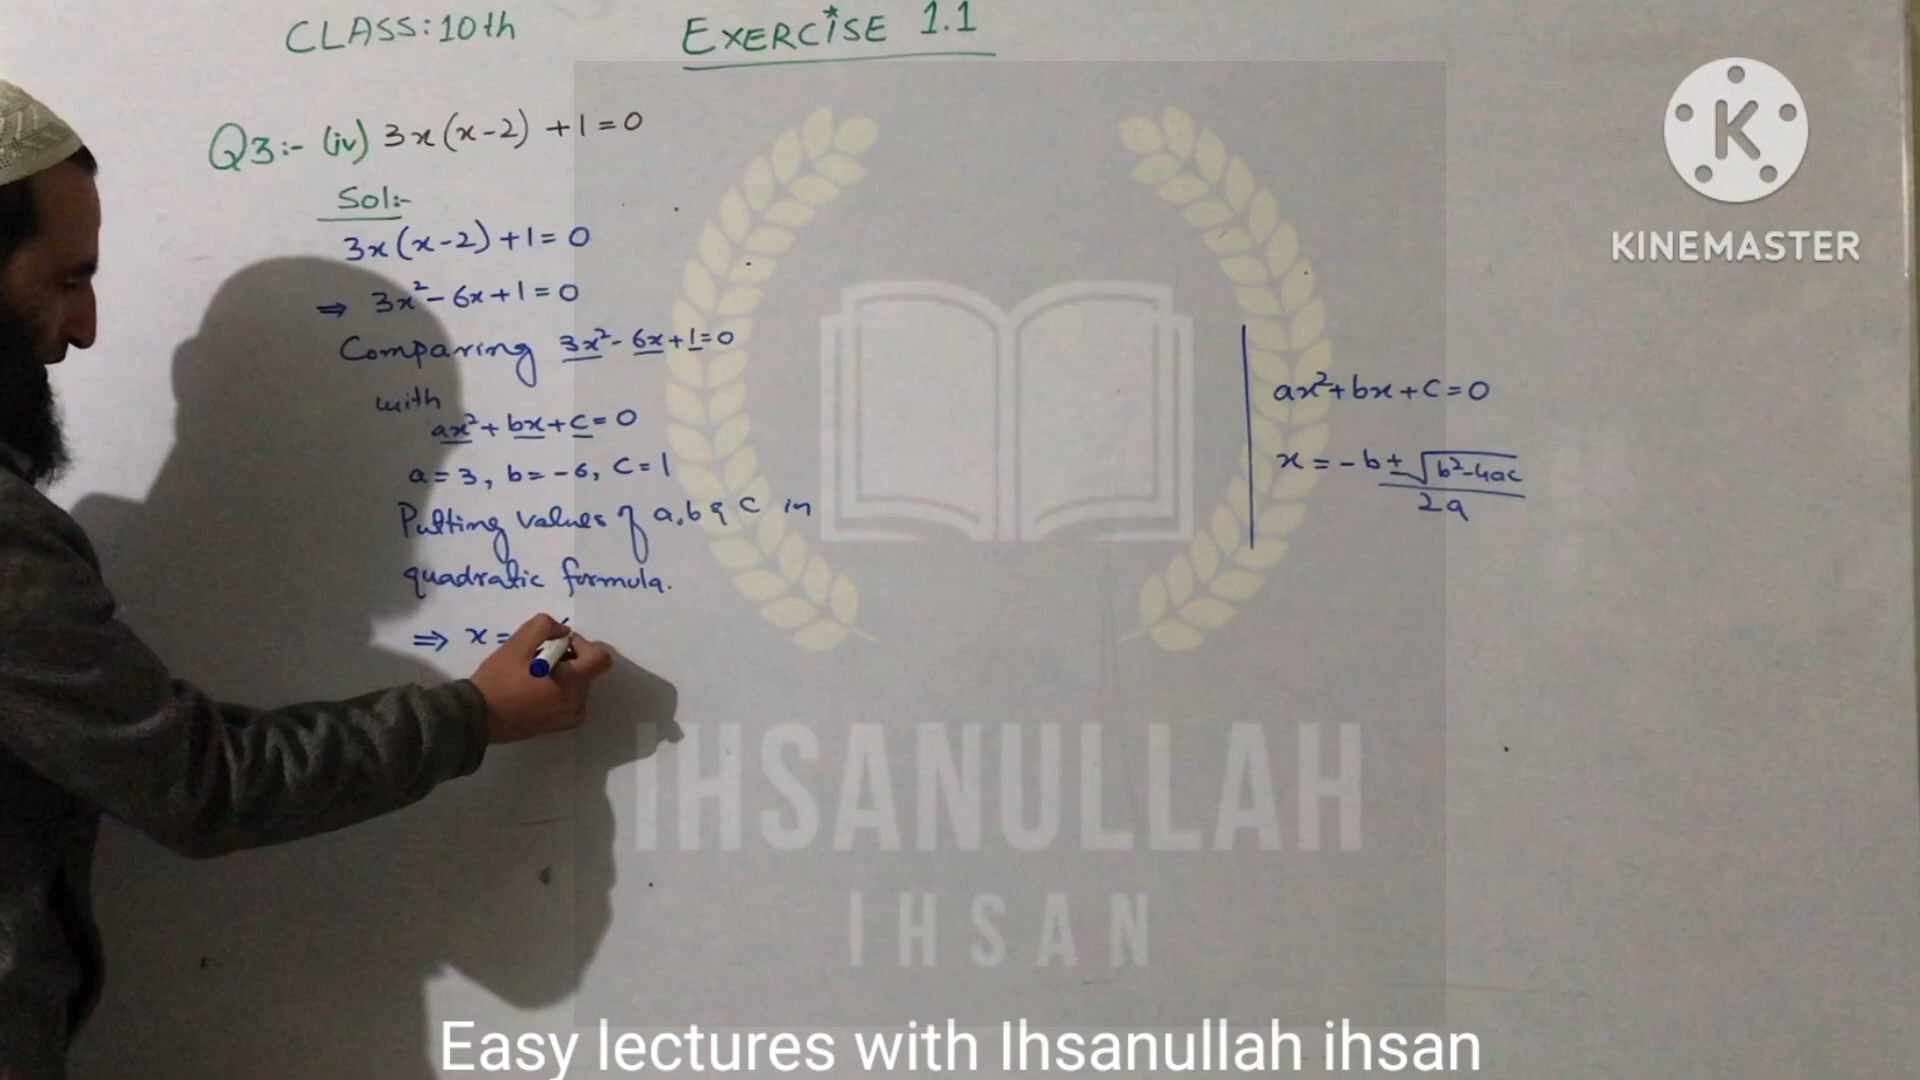 CLASS: 10th
EXERCISE 1.1
Q3:- (iv) 3x(x-2) +1=0
Sol:-
3x(x-2)+1=0
⇒ 3x²-6x+1=0
Comparing 3x²-6x+1=0
with
ax²+bx+c=0
a=3, b=-6, c=1
Putting values of a,b & c in
quadratic formula.
⇒ x=
ax²+bx+c=0
x = -b±√b²-4ac
2a
K
KINEMASTER
IHSANULLAH
IHSAN
Easy lectures with Ihsanullah ihsan